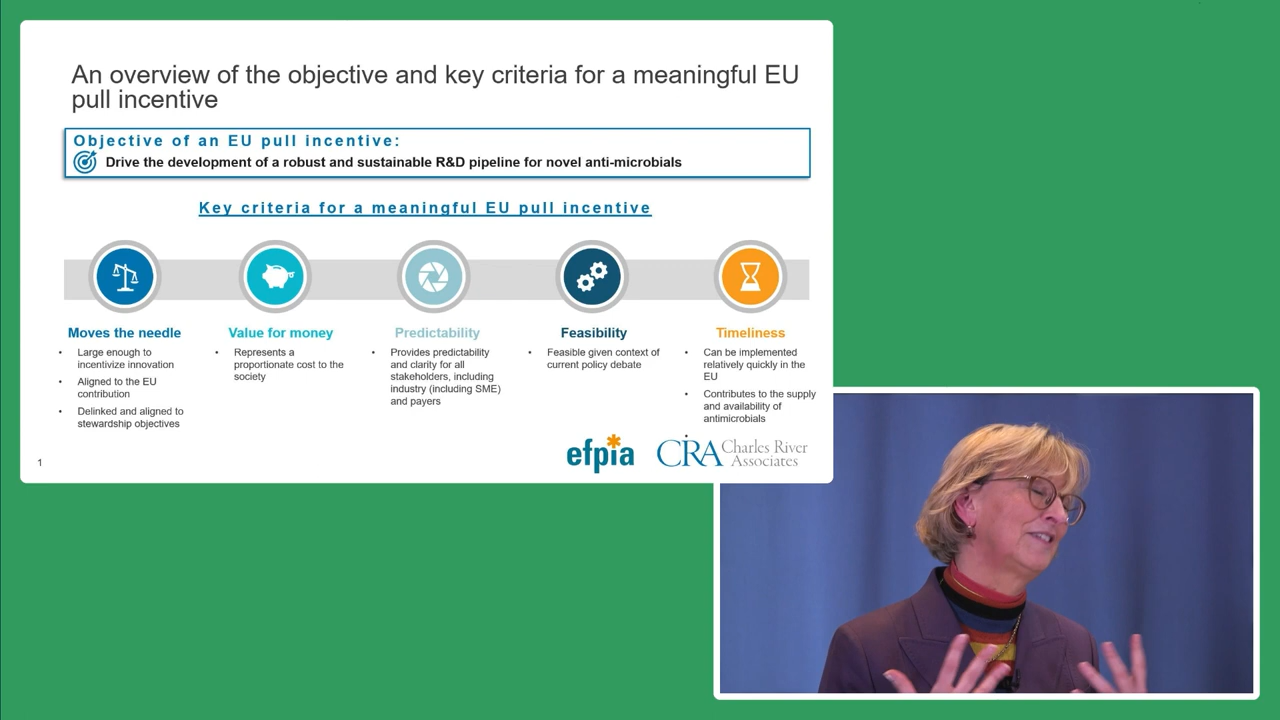 An overview of the objective and key criteria for a meaningful EU
pull incentive
Objective of an EU pull incentive:
Drive the development of a robust and sustainable R&D pipeline for novel anti-microbials
Key criteria for a meaningful EU pull incentive
Moves the needle
• Large enough to
incentivize innovation
• Aligned to the EU
contribution
• Delinked and aligned to
stewardship objectives
Value for money
• Represents a
proportionate cost to the
society
Predictability
• Provides predictability
and clarity for all
stakeholders, including
industry (including SME)
and payers
Feasibility
• Feasible given context of
current policy debate
Timeliness
• Can be implemented
relatively quickly in the
EU
• Contributes to the supply
and availability of
antimicrobials
1
efpia
CRA Charles River
Associates